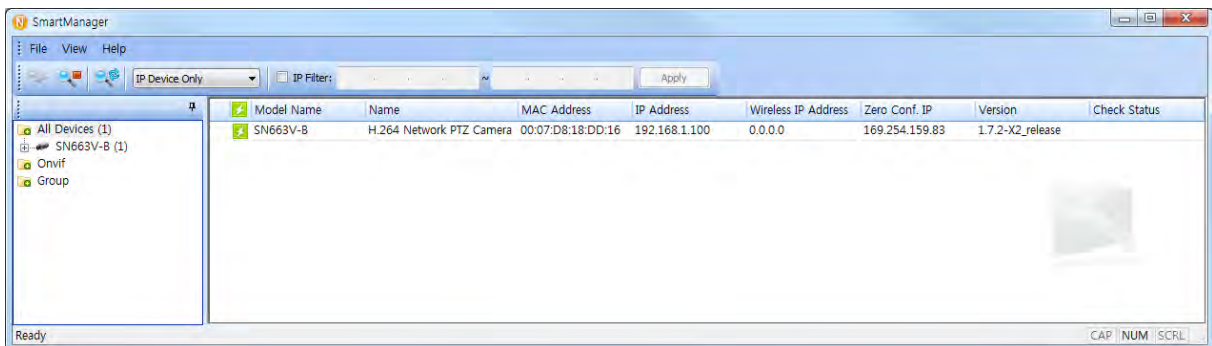 SmartManager
File View Help
IP Device Only IP Filter: . . . ~ . . . Apply
Model Name Name MAC Address IP Address Wireless IP Address Zero Conf. IP Version Check Status
All Devices (1)
SN663V-B (1)
Onvif
Group
SN663V-B H.264 Network PTZ Camera 00:07:D8:18:DD:16 192.168.1.100 0.0.0.0 169.254.159.83 1.7.2-X2_release
Ready CAP NUM SCRL